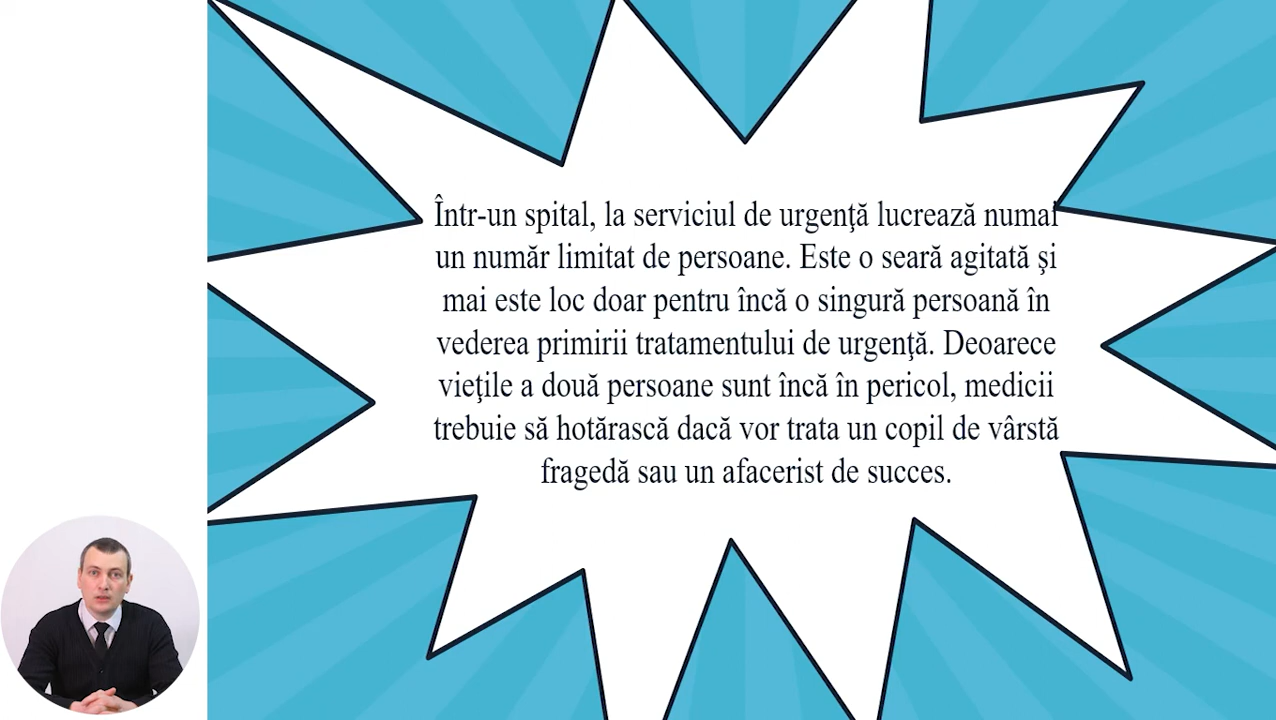 Într-un spital, la serviciul de urgenţă lucrează numai
un număr limitat de persoane. Este o seară agitată şi
mai este loc doar pentru încă o singură persoană în
vederea primirii tratamentului de urgenţă. Deoarece
vieţile a două persoane sunt încă în pericol, medicii
trebuie să hotărască dacă vor trata un copil de vârstă
fragedă sau un afacerist de succes.